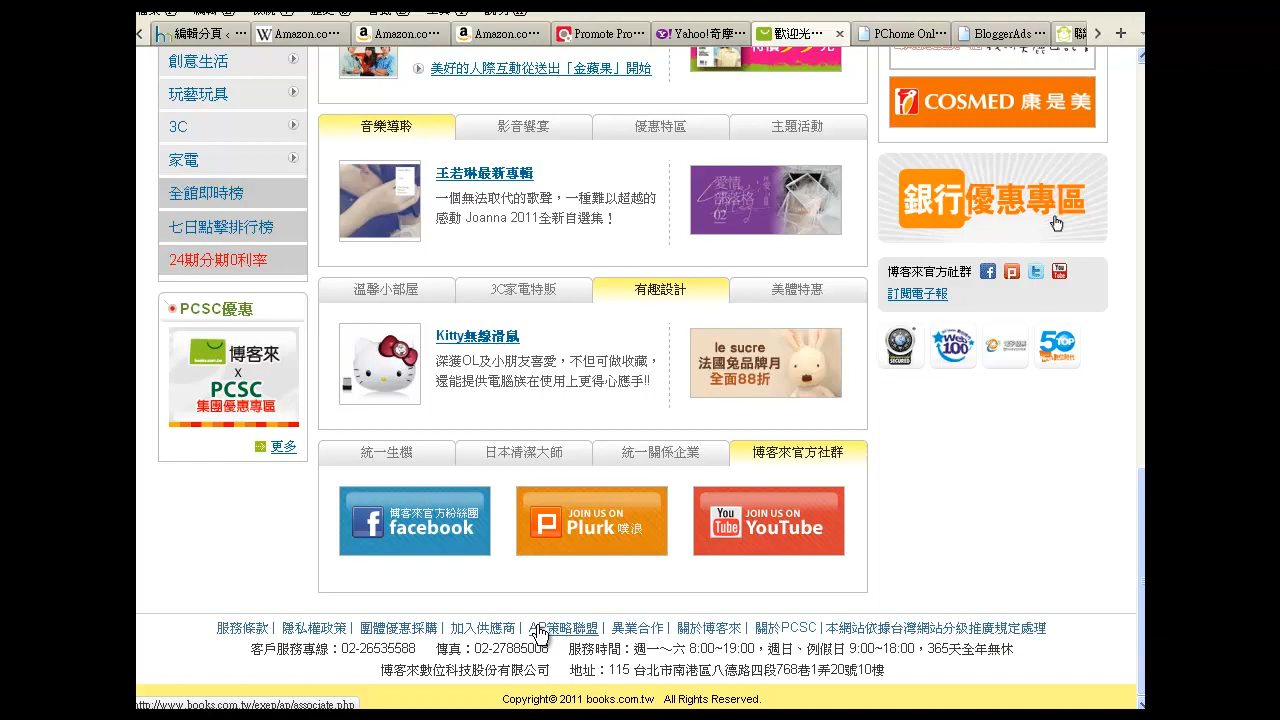 編輯分頁 ‹ ···
Amazon.co···
Amazon.co···
Amazon.co···
Promote Pro···
Yahoo!奇摩···
歡迎光···
PChome Onl···
BloggerAds ···
創意生活
玩藝玩具
3C
家電
全館即時榜
七日點擊排行榜
24期分期0利率
PCSC優惠
博客來
X
PCSC
集團優惠專區
更多
美好的人際互動從送出「金蘋果」開始
音樂導聆
影音饗宴
優惠特區
主題活動
王若琳最新專輯
一個無法取代的歌聲，一種難以超越的
感動 Joanna 2011全新自選集！
愛情
部落格
02
溫馨小部屋
3C家電特販
有趣設計
美體特惠
Kitty無線滑鼠
深獲OL及小朋友喜愛，不但可做收藏，
還能提供電腦族在使用上更得心應手!!
le sucre
法國兔品牌月
全面88折
統一生機
日本清潔大師
統一關係企業
博客來官方社群
博客來官方粉絲團
facebook
JOIN US ON
Plurk 噗浪
You Tube
JOIN US ON
YouTube
COSMED 康是美
銀行優惠專區
博客來官方社群
訂閱電子報
SECURED
Web
100
50
TOP
服務條款 | 隱私權政策 | 團體優惠採購 | 加入供應商 | AP策略聯盟 | 異業合作 | 關於博客來 | 關於PCSC | 本網站依據台灣網站分級推廣規定處理
客戶服務專線：02-26535588 傳真：02-27885008 服務時間：週一～六 8:00~19:00，週日、例假日 9:00~18:00，365天全年無休
博客來數位科技股份有限公司 地址：115 台北市南港區八德路四段768巷1弄20號10樓
Copyright© 2011 books.com.tw All Rights Reserved.
http://www.books.com.tw/exep/ap/associate.php